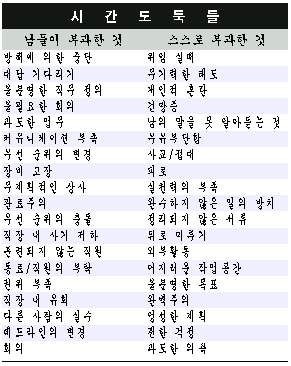 시 간 도 둑 들
남들이 부과한 것 스스로 부과한 것
방해에 의한 중단 위임 실패
대답 기다리기 무기력한 태도
불분명한 직무 정의 개인적 혼란
불필요한 회의 건망증
과도한 업무 남의 말을 못 알아듣는 것
커뮤니케이션 부족 우유부단함
우선 순위의 변경 사교/접대
장비 고장 피로
무계획적인 상사 실천력의 부족
관료주의 완수하지 않은 일의 방치
우선 순위의 충돌 정리되지 않은 서류
직장 내 사기 저하 뒤로 미루기
훈련되지 않은 직원 외부활동
동료/직원의 부탁 어지러운 작업공간
권위 부족 불분명한 목표
직장 내 유희 완벽주의
다른 사람의 실수 엉성한 계획
데드라인의 변경 잔한 걱정
회의 과도한 의욕